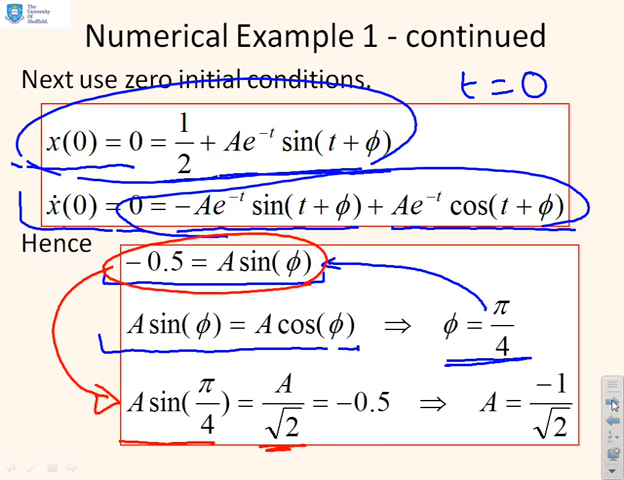 The
University
Of
Sheffield.
Numerical Example 1 - continued
Next use zero initial conditions.
t = 0
x(0) = 0 = 1/2 + Ae^{-t} sin(t + ϕ)
ẋ(0) = 0 = −Ae^{-t} sin(t + ϕ) + Ae^{-t} cos(t + ϕ)
Hence
−0.5 = A sin(ϕ)
A sin(ϕ) = A cos(ϕ) ⇒ ϕ = π/4
A sin(π/4) = A/√2 = −0.5 ⇒ A = −1/√2